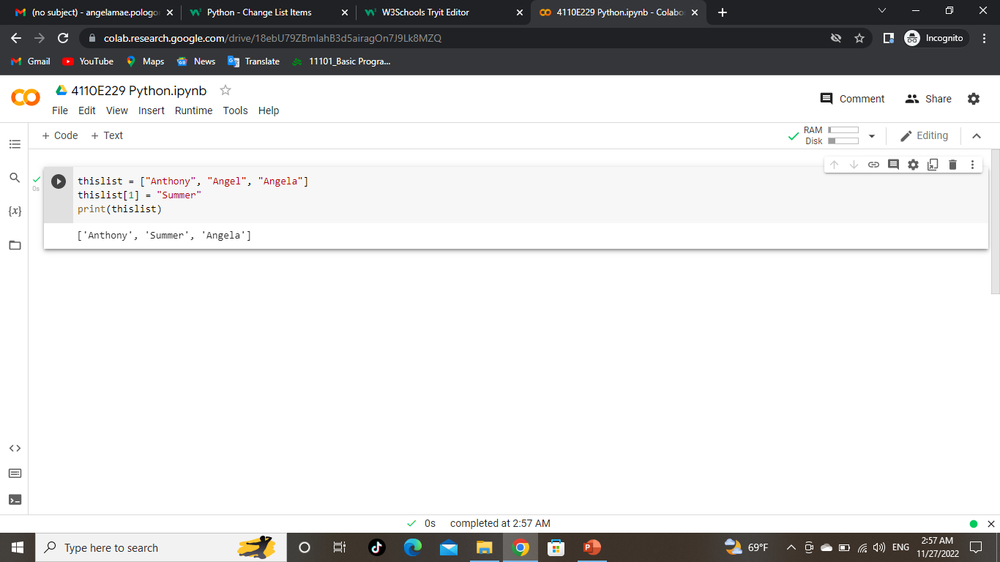 (no subject) - angelamae.pologo
Python - Change List Items
W3Schools Tryit Editor
4110E229 Python.ipynb - Colabo
colab.research.google.com/drive/18ebU79ZBmlahB3d5airagOn7J9Lk8MZQ
Incognito
Gmail
YouTube
Maps
News
Translate
11101_Basic Progra...
4110E229 Python.ipynb
Comment
Share
File Edit View Insert Runtime Tools Help
+ Code + Text
RAM
Disk
Editing
0s
thislist = ["Anthony", "Angel", "Angela"]
thislist[1] = "Summer"
print(thislist)
{x}
['Anthony', 'Summer', 'Angela']
0s completed at 2:57 AM
Type here to search
69°F
ENG
2:57 AM
11/27/2022